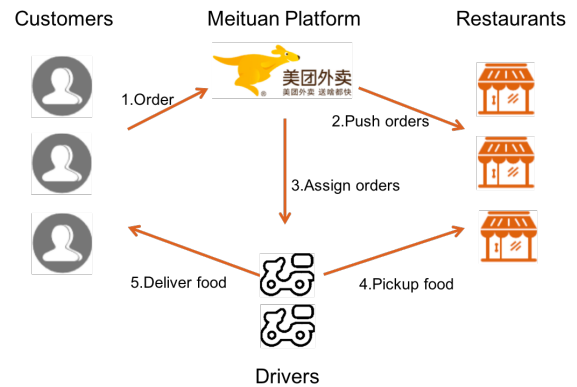 Customers
Meituan Platform
Restaurants
美团外卖
美团外卖 送啥都快
®
1.Order
2.Push orders
3.Assign orders
5.Deliver food
4.Pickup food
Drivers